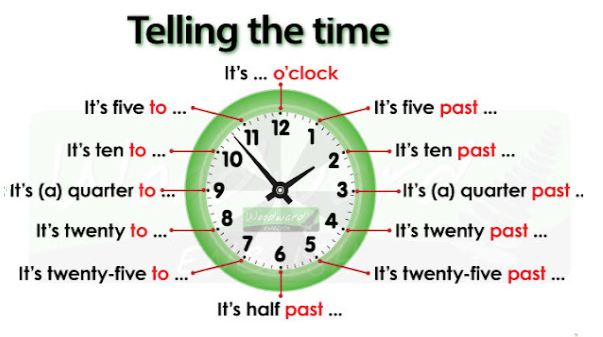 Telling the time
It's ... o'clock
It's five to ...
It's five past ...
It's ten to ...
It's ten past ...
It's (a) quarter to ...
It's (a) quarter past ..
It's twenty to ...
It's twenty past ...
It's twenty-five to ...
It's twenty-five past ...
It's half past ...
12
11
1
10
2
9
3
8
4
7
5
6
Woodward